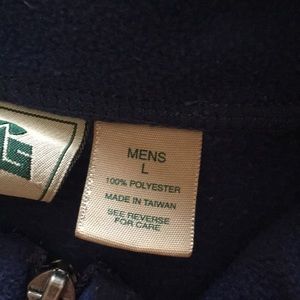 MENS
L
100% POLYESTER
MADE IN TAIWAN
SEE REVERSE
FOR CARE